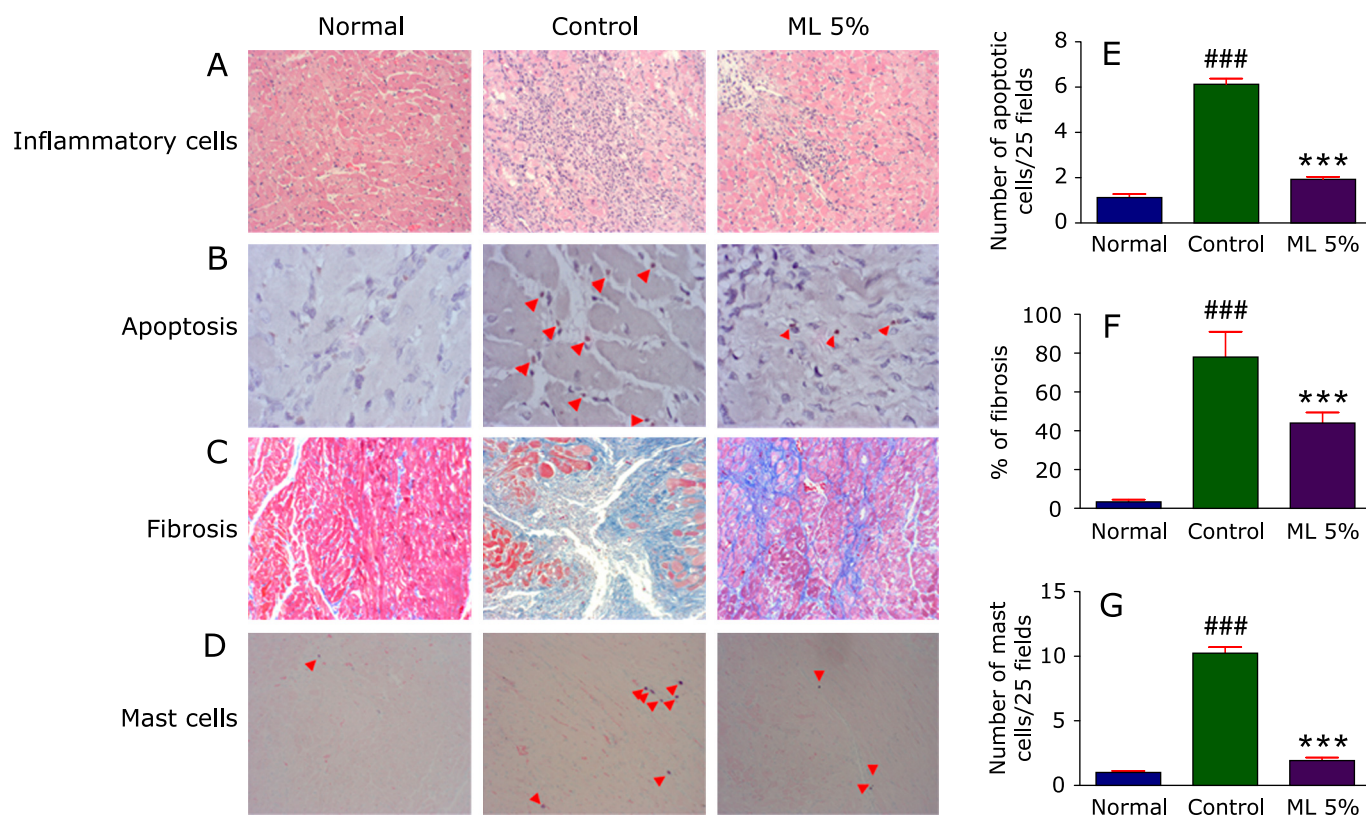 Normal
Control
ML 5%
A
Inflammatory cells
B
Apoptosis
C
Fibrosis
D
Mast cells
E
Number of apoptotic
cells/25 fields
8
6
4
2
0
###
***
Normal
Control
ML 5%
F
% of fibrosis
100
80
60
40
20
0
###
***
Normal
Control
ML 5%
G
Number of mast
cells/25 fields
15
10
5
0
###
***
Normal
Control
ML 5%